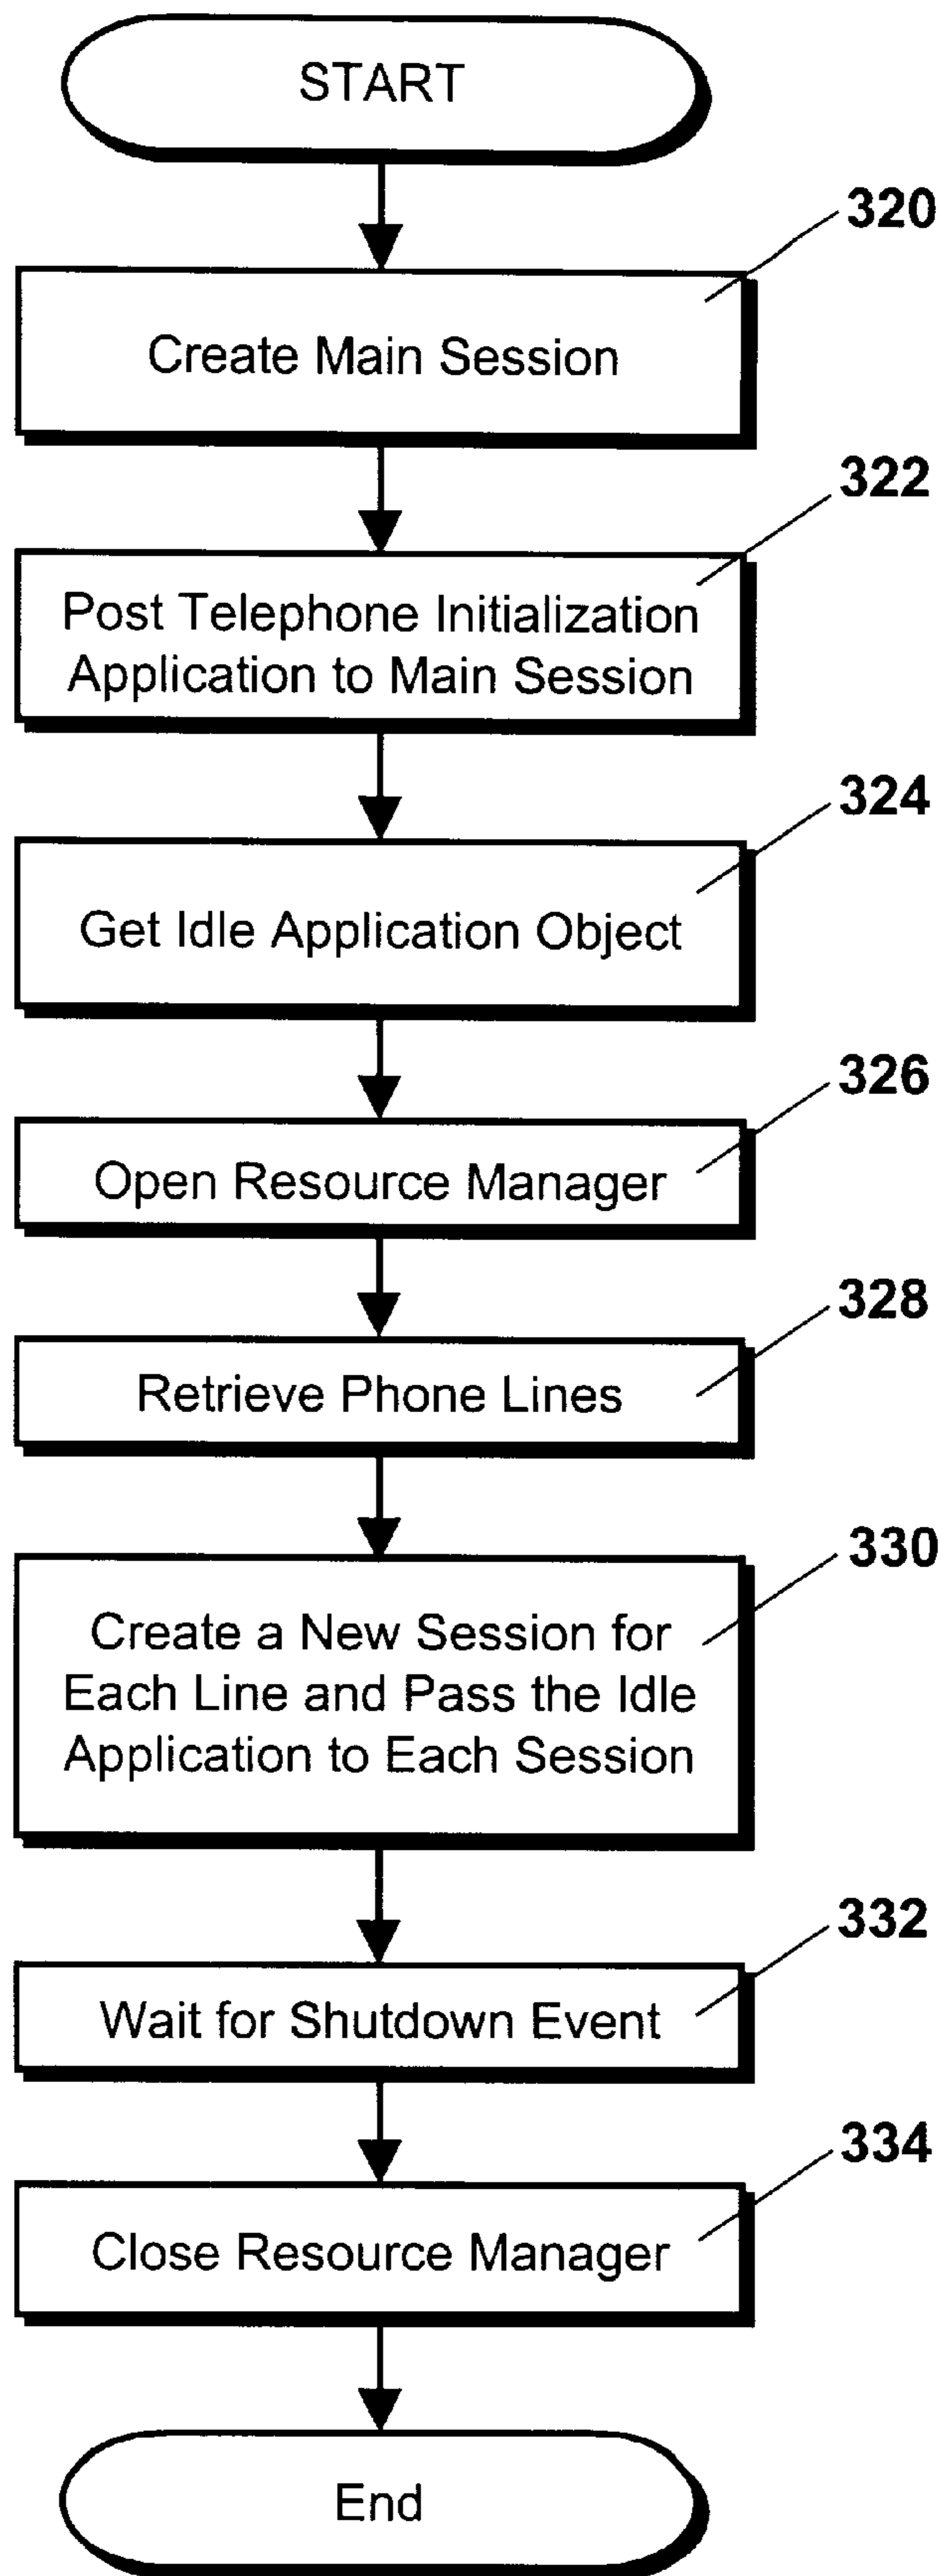 START
320
Create Main Session
322
Post Telephone Initialization
Application to Main Session
324
Get Idle Application Object
326
Open Resource Manager
328
Retrieve Phone Lines
330
Create a New Session for
Each Line and Pass the Idle
Application to Each Session
332
Wait for Shutdown Event
334
Close Resource Manager
End